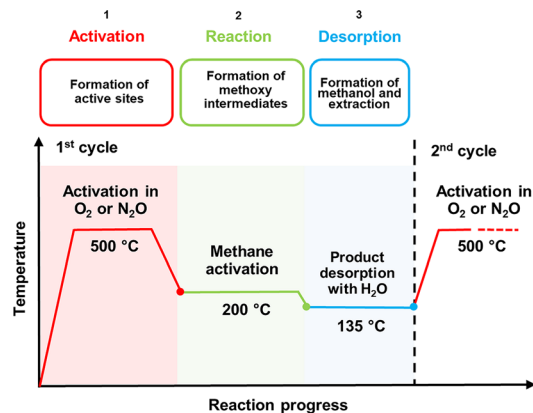 1
2
3
Activation
Reaction
Desorption
Formation of
active sites
Formation of
methoxy
intermediates
Formation of
methanol and
extraction
1st cycle
2nd cycle
Activation in
O2 or N2O
500 °C
Methane
activation
200 °C
Product
desorption
with H2O
135 °C
Activation in
O2 or N2O
500 °C
Temperature
Reaction progress